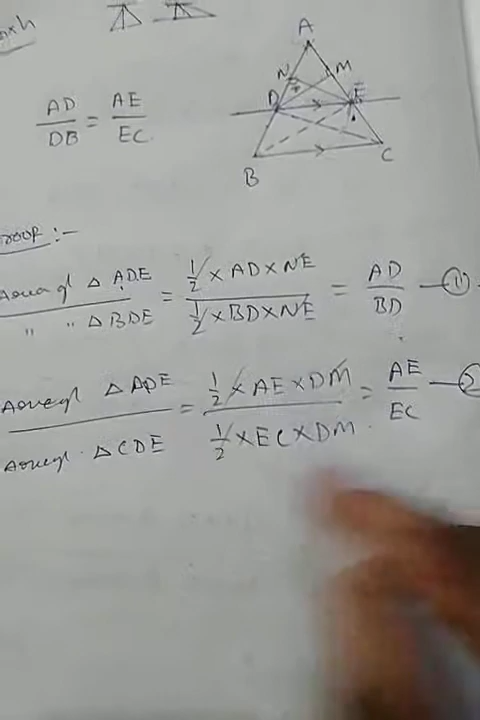 A
N M
D E
B C
AD/DB = AE/EC
Proof :-
Area of △ ADE / " " △ BDE = ½ × AD × NE / ½ × BD × NE = AD/BD — ①
Area of △ ADE / Area of △ CDE = ½ × AE × DM / ½ × EC × DM = AE/EC — ②